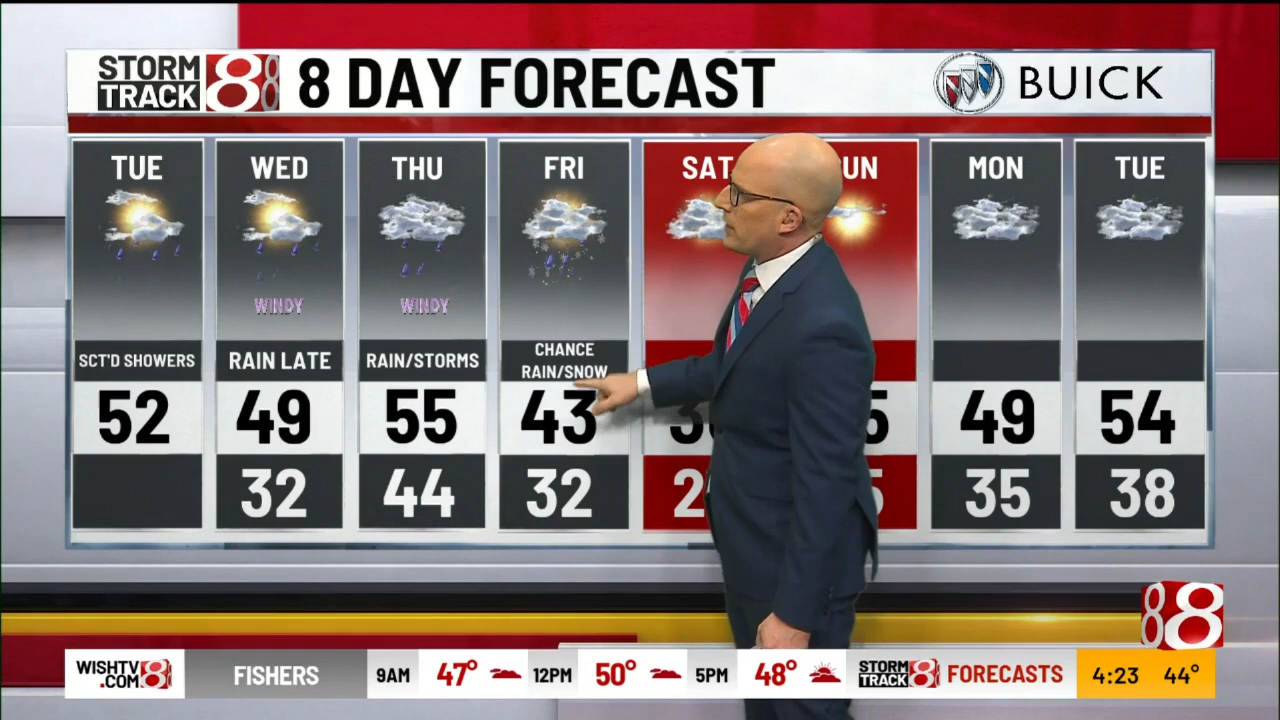 STORM TRACK 8 8 8 DAY FORECAST BUICK
TUE WED THU FRI SAT MON TUE
WINDY WINDY
SCT'D SHOWERS RAIN LATE RAIN/STORMS CHANCE RAIN/SNOW
52 49 55 43 49 54
32 44 32 35 38
8 8
WISHTV.COM 8 FISHERS 9AM 47° 12PM 50° 5PM 48° STORM TRACK 8 FORECASTS 4:23 44°